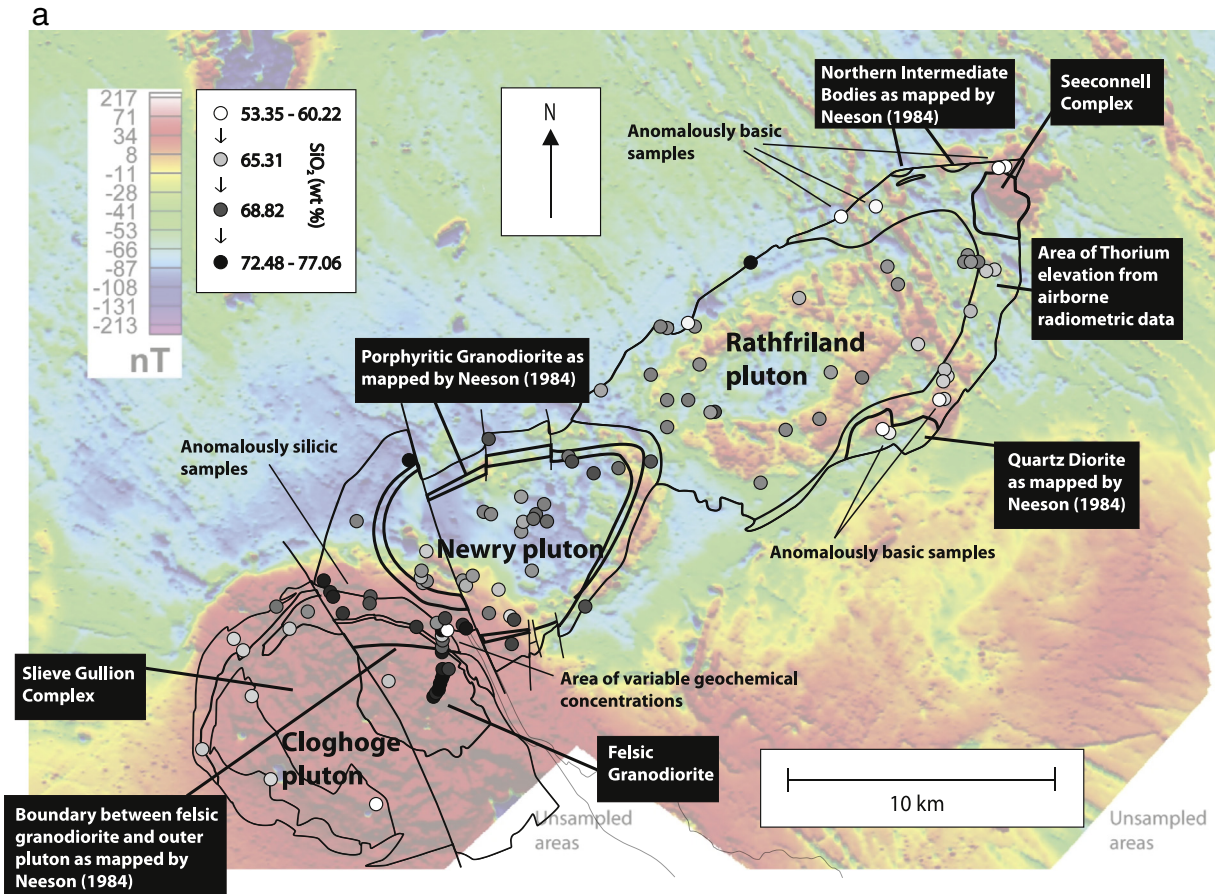 a
217
71
34
8
-11
-28
-41
-53
-66
-87
-108
-131
-213
nT
53.35 - 60.22
65.31
68.82
72.48 - 77.06
SIO₂ (wt %)
N
Northern Intermediate
Bodies as mapped by
Neeson (1984)
Seeconnell
Complex
Anomalously basic
samples
Area of Thorium
elevation from
airborne
radiometric data
Porphyritic Granodiorite as
mapped by Neeson (1984)
Rathfriland
pluton
Anomalously silicic
samples
Quartz Diorite
as mapped by
Neeson (1984)
Newry pluton
Anomalously basic samples
Slieve Gullion
Complex
Area of variable geochemical
concentrations
Cloghoge
pluton
Felsic
Granodiorite
10 km
Boundary between felsic
granodiorite and outer
pluton as mapped by
Neeson (1984)
Unsampled
areas
Unsampled
areas